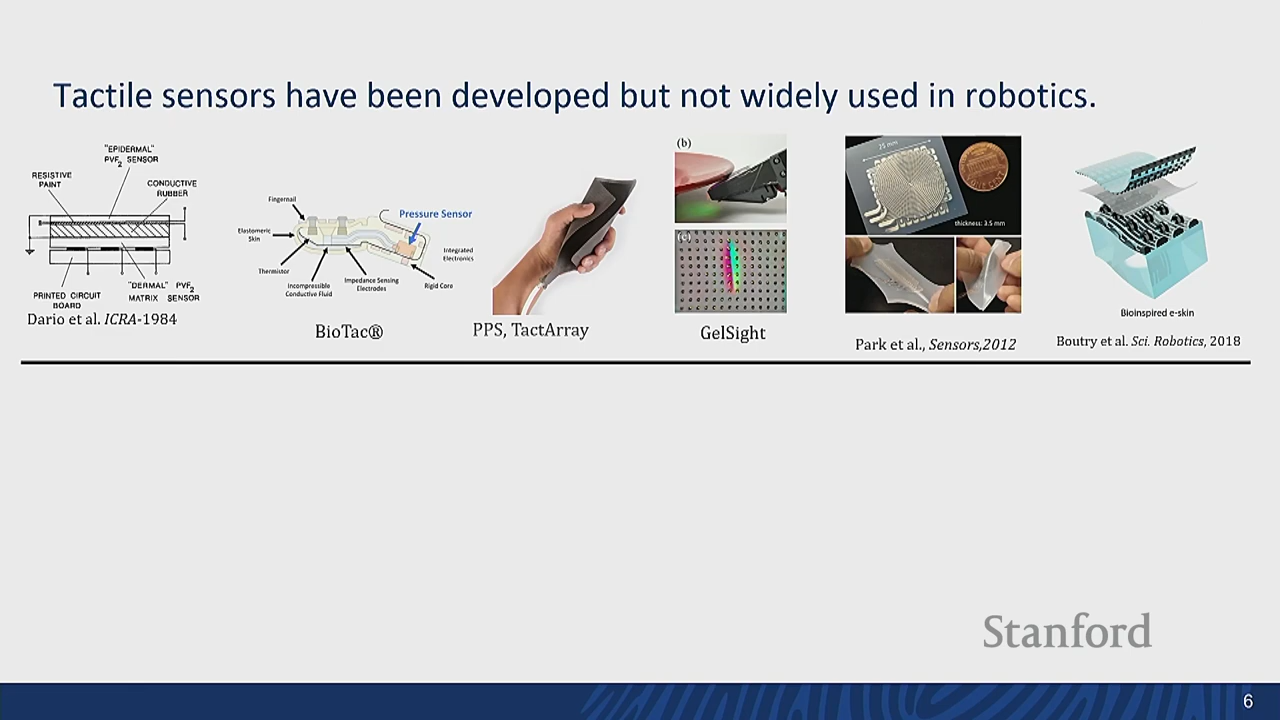 Tactile sensors have been developed but not widely used in robotics.
"EPIDERMAL"
PVF2 SENSOR
RESISTIVE
PAINT
CONDUCTIVE
RUBBER
PRINTED CIRCUIT
BOARD
"DERMAL" PVF2
MATRIX SENSOR
Dario et al. ICRA-1984
Fingernail
Pressure Sensor
Elastomeric
Skin
Integrated
Electronics
Thermistor
Incompressible
Conductive Fluid
Impedance Sensing
Electrodes
Rigid Core
BioTac®
PPS, TactArray
(b)
(c)
GelSight
25 mm
thickness: 3.5 mm
Park et al., Sensors,2012
Bioinspired e-skin
Boutry et al. Sci. Robotics, 2018
Stanford
6